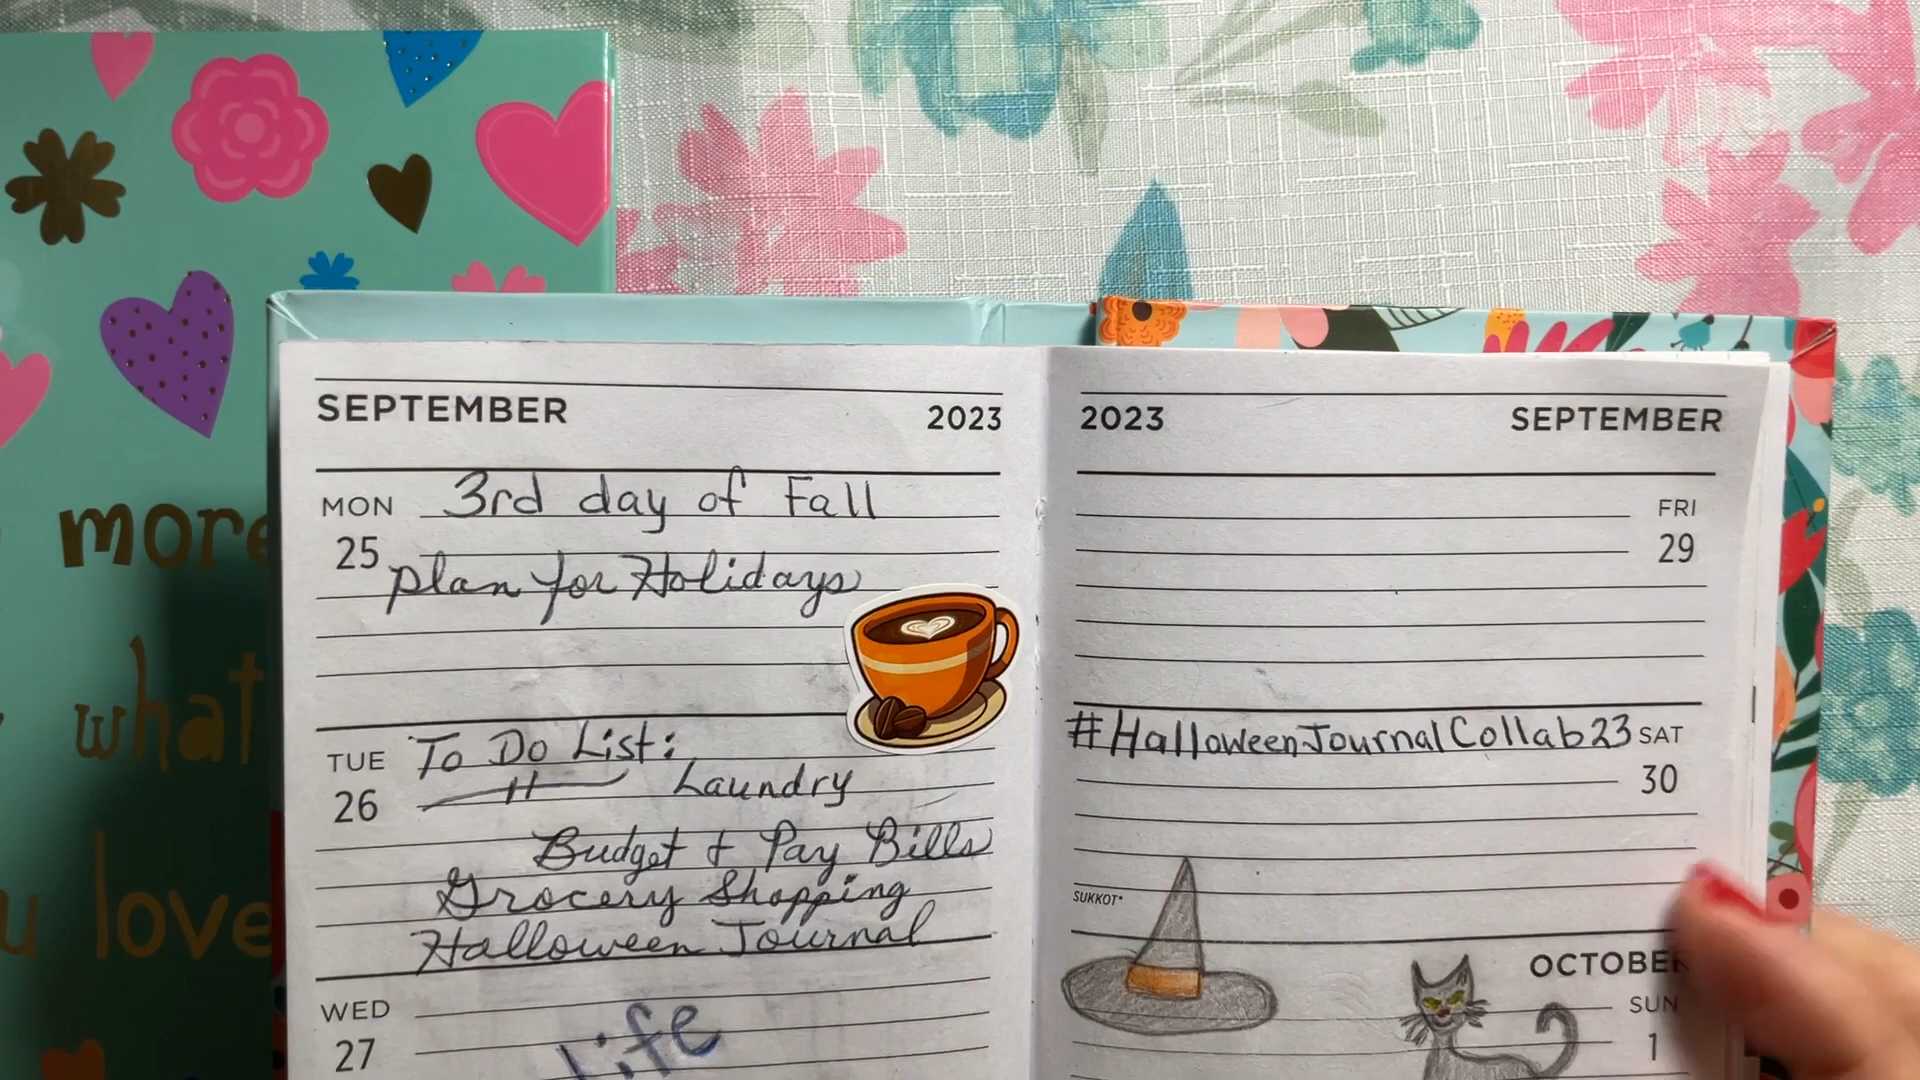 more
what
u love
SEPTEMBER 2023
MON 3rd day of Fall
25
plan for Holidays
TUE To Do List:
26 Laundry
Budget + Pay Bills
Grocery Shopping
Halloween Journal
WED
27
Life
2023 SEPTEMBER
FRI
29
#HalloweenJournalCollab23 SAT
30
SUKKOT*
OCTOBER
SUN
1